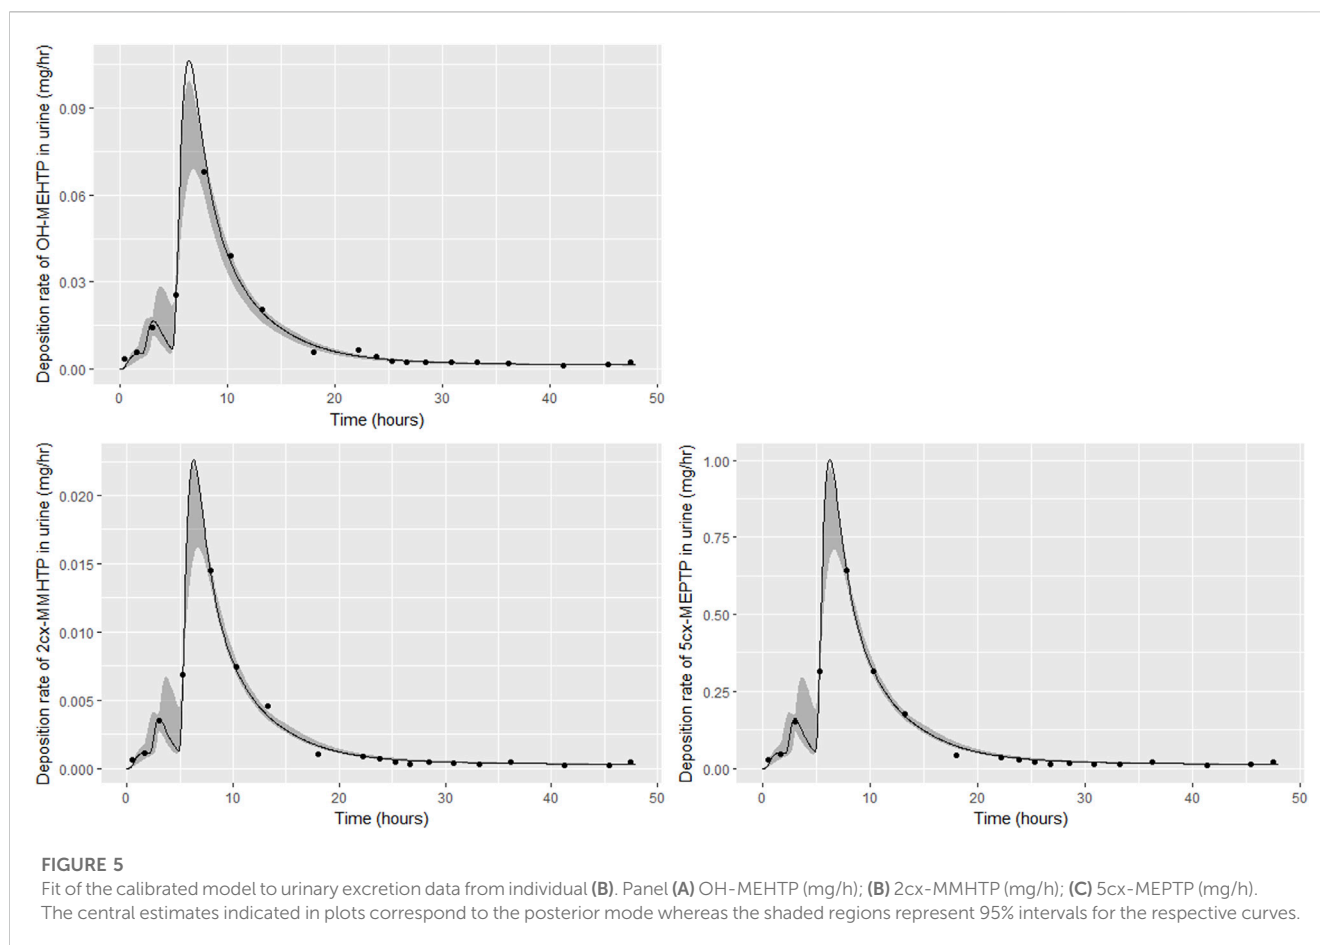 Deposition rate of OH-MEHTP in urine (mg/hr)
0.09
0.06
0.03
0.00
0 10 20 30 40 50
Time (hours)
Deposition rate of 2cx-MMHTP in urine (mg/hr)
0.020
0.015
0.010
0.005
0.000
0 10 20 30 40 50
Time (hours)
Deposition rate of 5cx-MEPTP in urine (mg/hr)
1.00
0.75
0.50
0.25
0.00
0 10 20 30 40 50
Time (hours)
FIGURE 5
Fit of the calibrated model to urinary excretion data from individual (B). Panel (A) OH-MEHTP (mg/h); (B) 2cx-MMHTP (mg/h); (C) 5cx-MEPTP (mg/h).
The central estimates indicated in plots correspond to the posterior mode whereas the shaded regions represent 95% intervals for the respective curves.